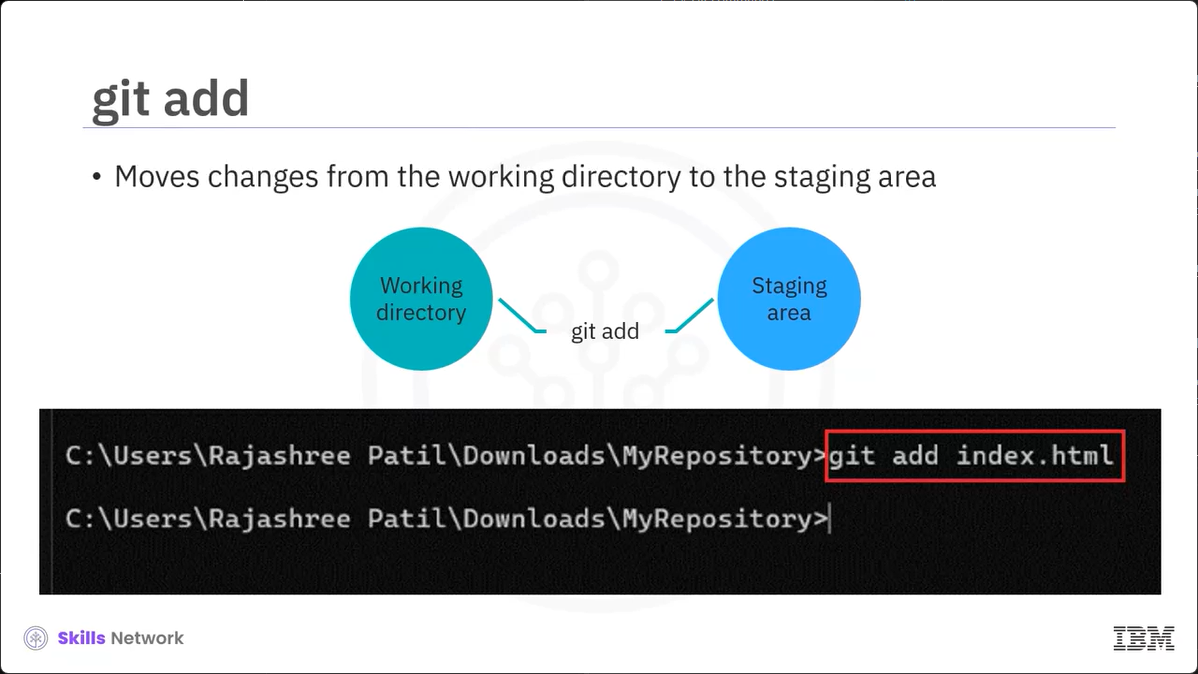 git add
• Moves changes from the working directory to the staging area
Working
directory
git add
Staging
area
C:\Users\Rajashree Patil\Downloads\MyRepository>git add index.html
C:\Users\Rajashree Patil\Downloads\MyRepository>
Skills Network
IBM